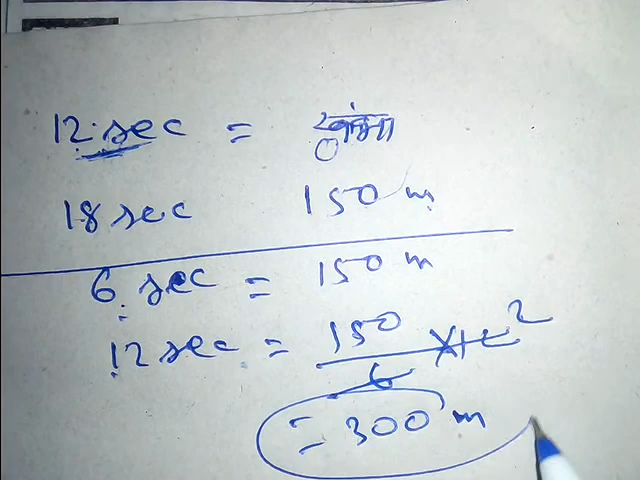 12 sec = खंभा
18 sec 150 m
6 sec = 150 m
12 sec = 150/6 × 12 2
= 300 m